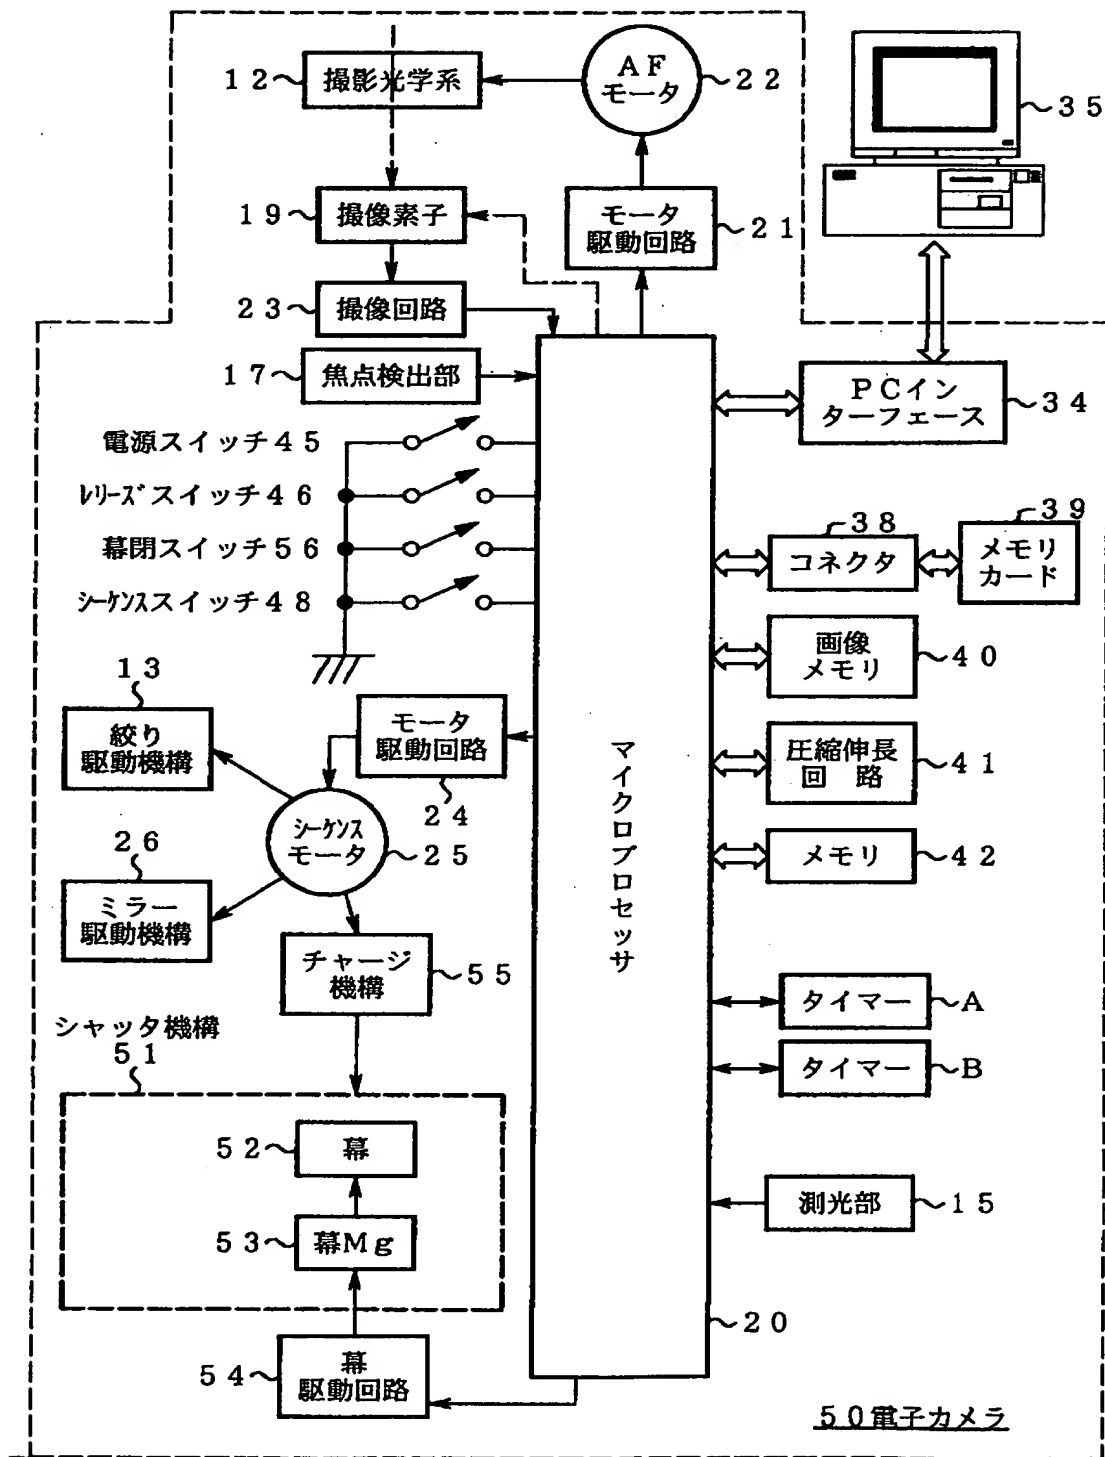 12 撮影光学系
AF
モータ
22
35
19 撮像素子
モータ
駆動回路
21
23 撮像回路
17 焦点検出部
PCイン
ターフェース
34
電源スイッチ45
ﾚﾘｰｽﾞスイッチ46
幕閉スイッチ56
ｼｰｹﾝｽスイッチ48
38
コネクタ
39
メモリ
カード
画像
メモリ
40
13
絞り
駆動機構
モータ
駆動回路
24
圧縮伸長
回 路
41
ｼｰｹﾝｽ
モータ
25
メモリ 42
26
ミラー
駆動機構
マイクロプロセッサ
チャージ
機構
55
タイマー A
シャッタ機構
51
タイマー B
52 幕
測光部 15
53 幕Mg
20
54
幕
駆動回路
50電子カメラ